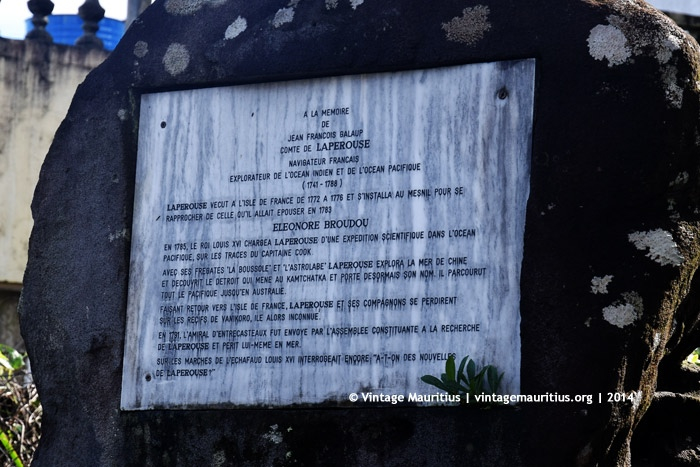 A LA MEMOIRE
DE
JEAN FRANCOIS GALAUP
COMTE DE LAPEROUSE
NAVIGATEUR FRANCAIS
EXPLORATEUR DE L'OCEAN INDIEN ET DE L'OCEAN PACIFIQUE
(1741 - 1788)
LAPEROUSE VECUT A L'ISLE DE FRANCE DE 1772 A 1776 ET S'INSTALLA AU MESNIL POUR SE
RAPPROCHER DE CELLE QU'IL ALLAIT EPOUSER EN 1783
ELEONORE BROUDOU
EN 1785, LE ROI LOUIS XVI CHARGEA LAPEROUSE D'UNE EXPEDITION SCIENTIFIQUE DANS L'OCEAN
PACIFIQUE, SUR LES TRACES DU CAPITAINE COOK
AVEC SES FREGATES "LA BOUSSOLE" ET "L'ASTROLABE" LAPEROUSE EXPLORA LA MER DE CHINE
ET DECOUVRIT LE DETROIT QUI MENE AU KAMTCHATKA ET PORTE DESORMAIS SON NOM. IL PARCOURUT
TOUT LE PACIFIQUE JUSQU'EN AUSTRALIE.
FAISANT RETOUR VERS L'ISLE DE FRANCE, LAPEROUSE ET SES COMPAGNONS SE PERDIRENT
SUR LES RECIFS DE VANIKORO, ILE ALORS INCONNUE.
EN 1791, L'AMIRAL D'ENTRECASTEAUX FUT ENVOYE PAR L'ASSEMBLEE CONSTITUANTE A LA RECHERCHE
DE LAPEROUSE ET PERIT LUI-MEME EN MER.
SUR LES MARCHES DE L'ECHAFAUD LOUIS XVI INTERROGEAIT ENCORE: "A-T-ON DES NOUVELLES
DE LAPEROUSE?"
© Vintage Mauritius | vintagemauritius.org | 2014